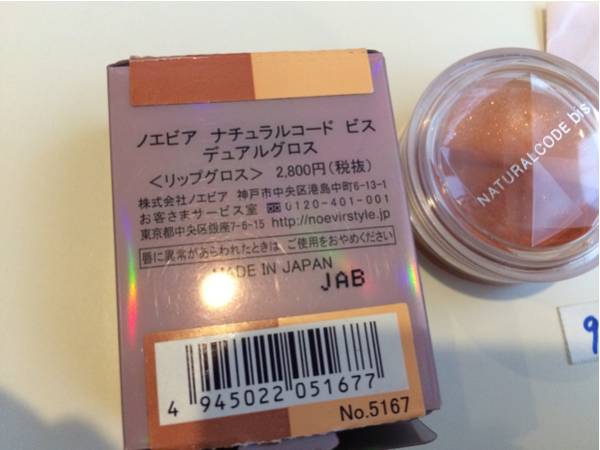 ノエビア ナチュラルコード ビス
デュアルグロス
<リップグロス> 2,800円(税抜)
株式会社ノエビア 神戸市中央区港島中町6-13-1
お客さまサービス室 0120-401-001
東京都中央区銀座7-6-15 http://noevirstyle.jp
唇に異常があらわれたときは、ご使用をおやめください
MADE IN JAPAN
JAB
4 945022 051677
No.5167
NATURALCODE bis
9